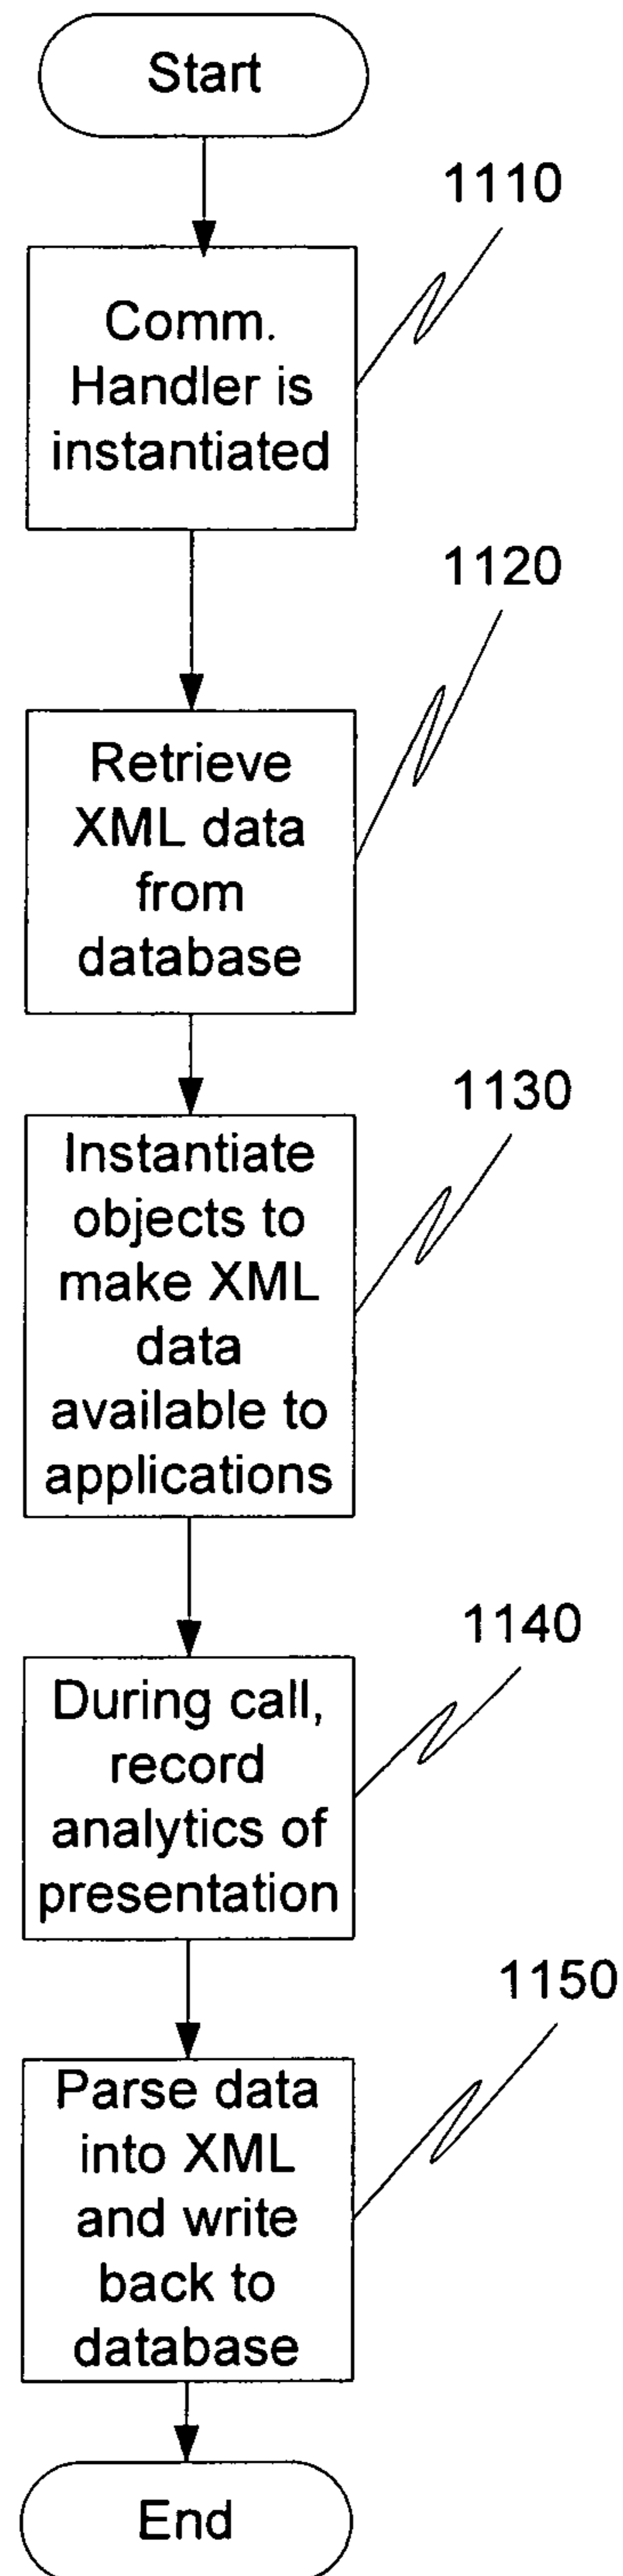 Start
1110
Comm.
Handler is
instantiated
1120
Retrieve
XML data
from
database
1130
Instantiate
objects to
make XML
data
available to
applications
1140
During call,
record
analytics of
presentation
1150
Parse data
into XML
and write
back to
database
End